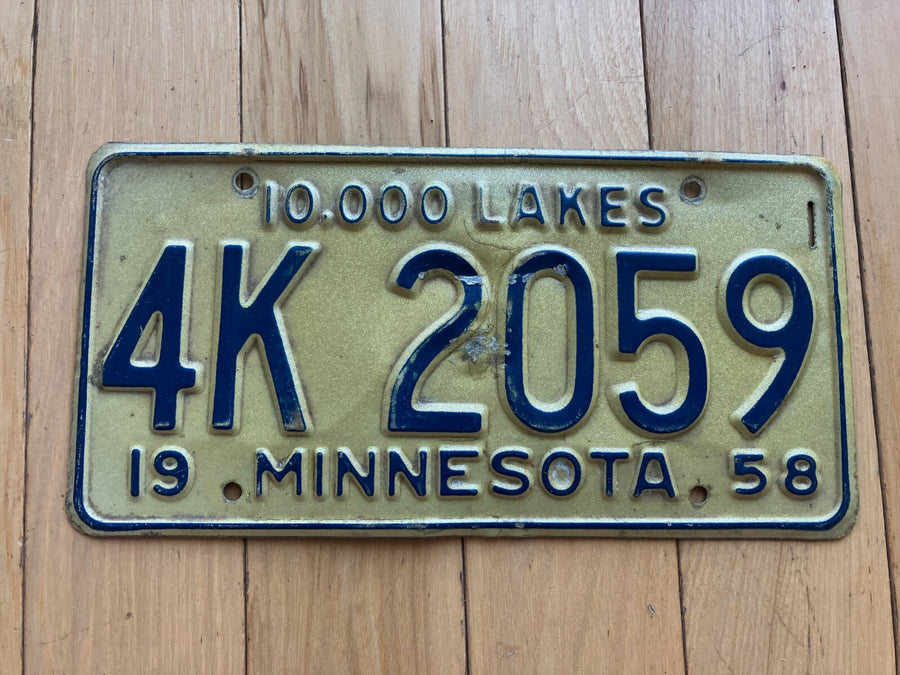 10,000 LAKES
4K 2059
19 MINNESOTA 58